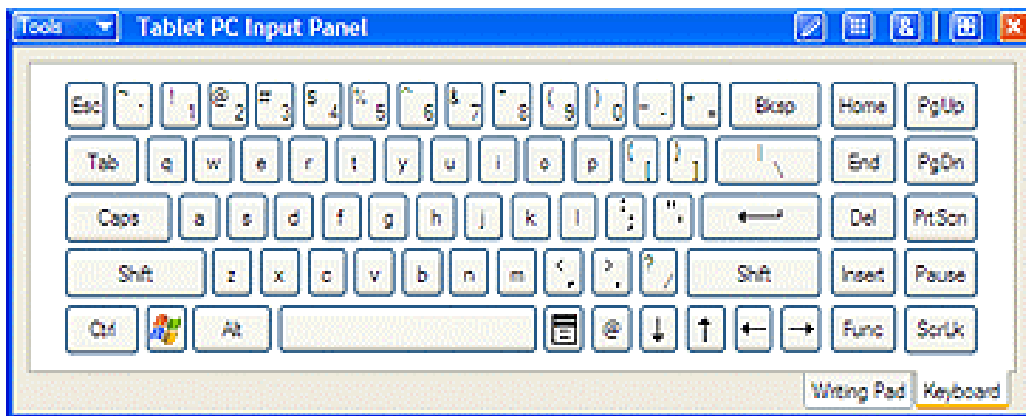 Tools Tablet PC Input Panel &
Esc ~ ` ! 1 @ 2 # 3 $ 4 % 5 ^ 6 & 7 * 8 ( 9 ) 0 _ - + = Bksp Home PgUp
Tab q w e r t y u i o p { [ } ] | \ End PgDn
Caps a s d f g h j k l : ; " ' Del PrtScn
Shift z x c v b n m < , > . ? / Shift Insert Pause
Ctrl Alt @ ↓ ↑ ← → Func ScrLk
Writing Pad Keyboard